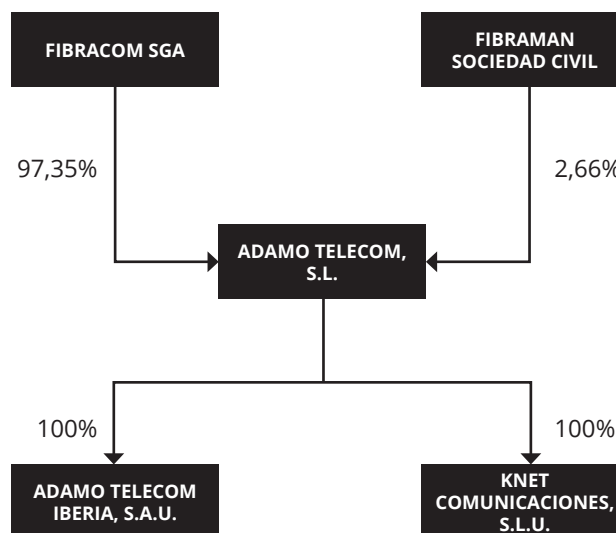 FIBRACOM SGA
FIBRAMAN
SOCIEDAD CIVIL
97,35%
2,66%
ADAMO TELECOM,
S.L.
100%
100%
ADAMO TELECOM
IBERIA, S.A.U.
KNET
COMUNICACIONES,
S.L.U.